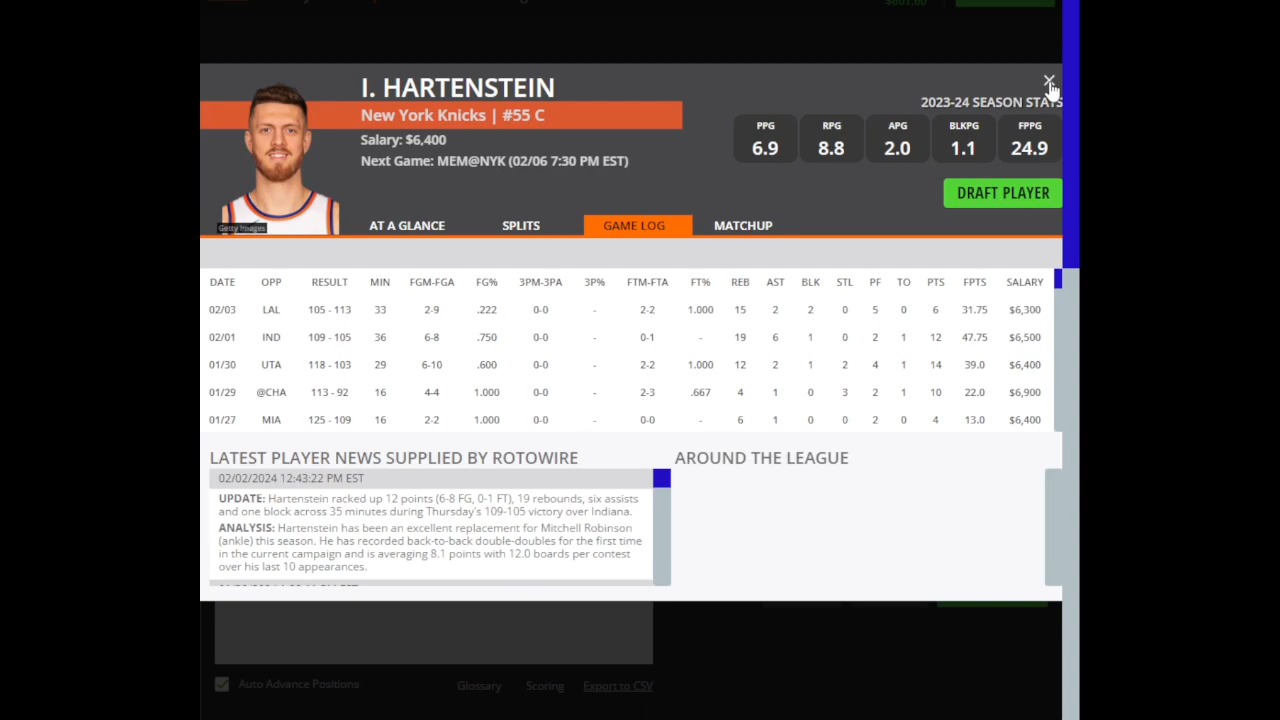 I. HARTENSTEIN
New York Knicks | #55 C
Salary: $6,400
Next Game: MEM@NYK (02/06 7:30 PM EST)
2023-24 SEASON STATS
PPG RPG APG BLKPG FPPG
6.9 8.8 2.0 1.1 24.9
DRAFT PLAYER
Getty Images
AT A GLANCE SPLITS GAME LOG MATCHUP
DATE OPP RESULT MIN FGM-FGA FG% 3PM-3PA 3P% FTM-FTA FT% REB AST BLK STL PF TO PTS FPTS SALARY
02/03 LAL 105 - 113 33 2-9 .222 0-0 - 2-2 1.000 15 2 2 0 5 0 6 31.75 $6,300
02/01 IND 109 - 105 36 6-8 .750 0-0 - 0-1 - 19 6 1 0 2 1 12 47.75 $6,500
01/30 UTA 118 - 103 29 6-10 .600 0-0 - 2-2 1.000 12 2 1 2 4 1 14 39.0 $6,400
01/29 @CHA 113 - 92 16 4-4 1.000 0-0 - 2-3 .667 4 1 0 3 2 1 10 22.0 $6,900
01/27 MIA 125 - 109 16 2-2 1.000 0-0 - 0-0 - 6 1 0 0 2 0 4 13.0 $6,400
LATEST PLAYER NEWS SUPPLIED BY ROTOWIRE
02/02/2024 12:43:22 PM EST
UPDATE: Hartenstein racked up 12 points (6-8 FG, 0-1 FT), 19 rebounds, six assists
and one block across 35 minutes during Thursday's 109-105 victory over Indiana.
ANALYSIS: Hartenstein has been an excellent replacement for Mitchell Robinson
(ankle) this season. He has recorded back-to-back double-doubles for the first time
in the current campaign and is averaging 8.1 points with 12.0 boards per contest
over his last 10 appearances.
AROUND THE LEAGUE
Auto Advance Positions
Glossary Scoring Export to CSV